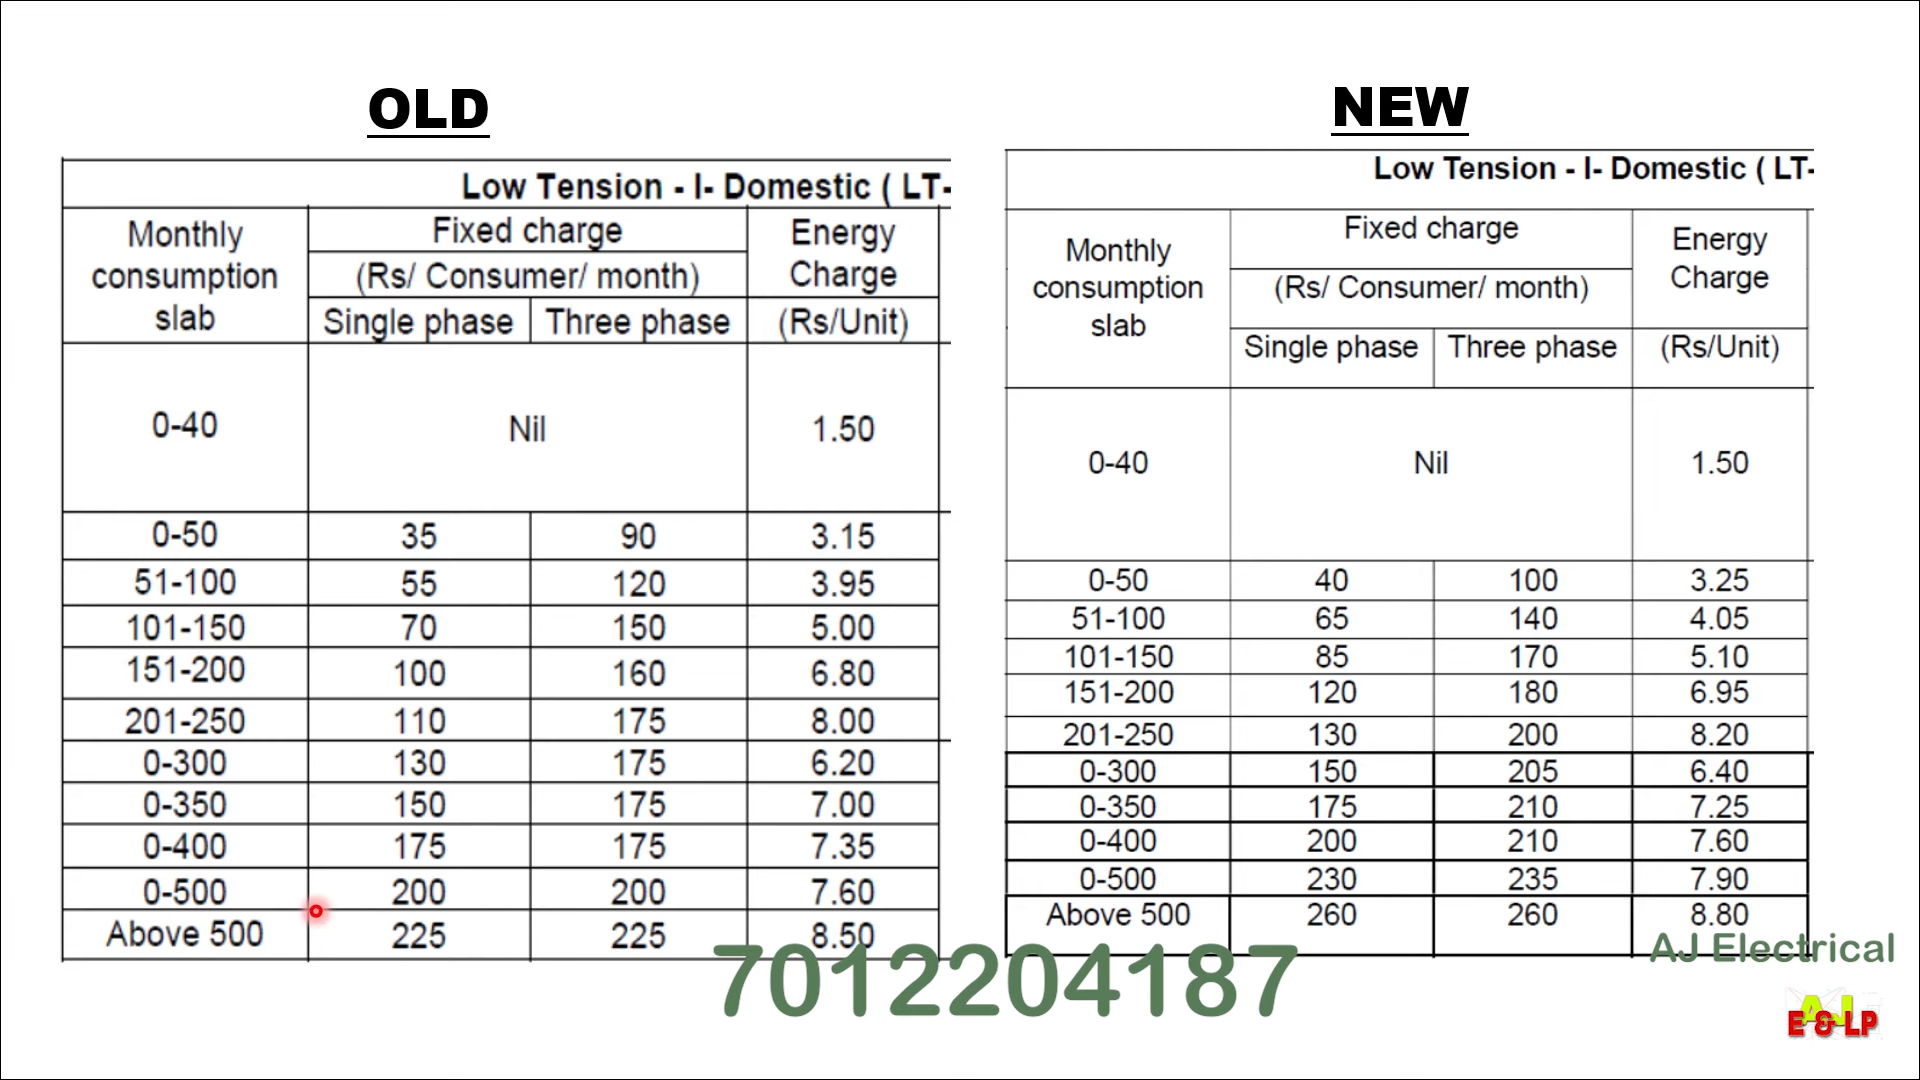 OLD
Low Tension - I- Domestic ( LT-
Monthly consumption slab | Fixed charge | Energy Charge
(Rs/ Consumer/ month)
Single phase | Three phase | (Rs/Unit)
0-40 | Nil | 1.50
0-50 | 35 | 90 | 3.15
51-100 | 55 | 120 | 3.95
101-150 | 70 | 150 | 5.00
151-200 | 100 | 160 | 6.80
201-250 | 110 | 175 | 8.00
0-300 | 130 | 175 | 6.20
0-350 | 150 | 175 | 7.00
0-400 | 175 | 175 | 7.35
0-500 | 200 | 200 | 7.60
Above 500 | 225 | 225 | 8.50
NEW
Low Tension - I- Domestic ( LT-
Monthly consumption slab | Fixed charge | Energy Charge
(Rs/ Consumer/ month)
Single phase | Three phase | (Rs/Unit)
0-40 | Nil | 1.50
0-50 | 40 | 100 | 3.25
51-100 | 65 | 140 | 4.05
101-150 | 85 | 170 | 5.10
151-200 | 120 | 180 | 6.95
201-250 | 130 | 200 | 8.20
0-300 | 150 | 205 | 6.40
0-350 | 175 | 210 | 7.25
0-400 | 200 | 210 | 7.60
0-500 | 230 | 235 | 7.90
Above 500 | 260 | 260 | 8.80
7012204187
AJ Electrical
AJ
E & LP